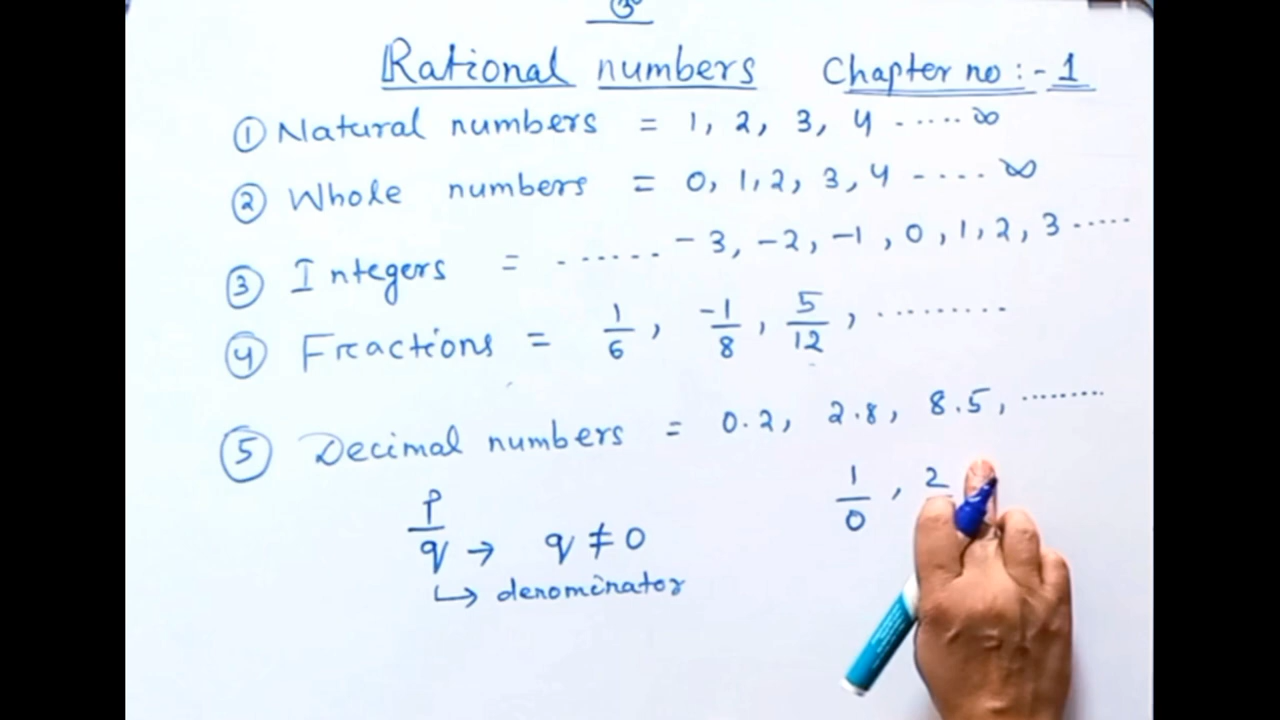 Rational numbers Chapter no :- 1
① Natural numbers = 1, 2, 3, 4 ..... ∞
② Whole numbers = 0, 1, 2, 3, 4 .... ∞
③ Integers = ...... -3, -2, -1, 0, 1, 2, 3 .....
④ Fractions = 1/6, -1/8, 5/12, .........
⑤ Decimal numbers = 0.2, 2.8, 8.5, ........
p/q → q ≠ 0
↳ denominator
1/0, 2